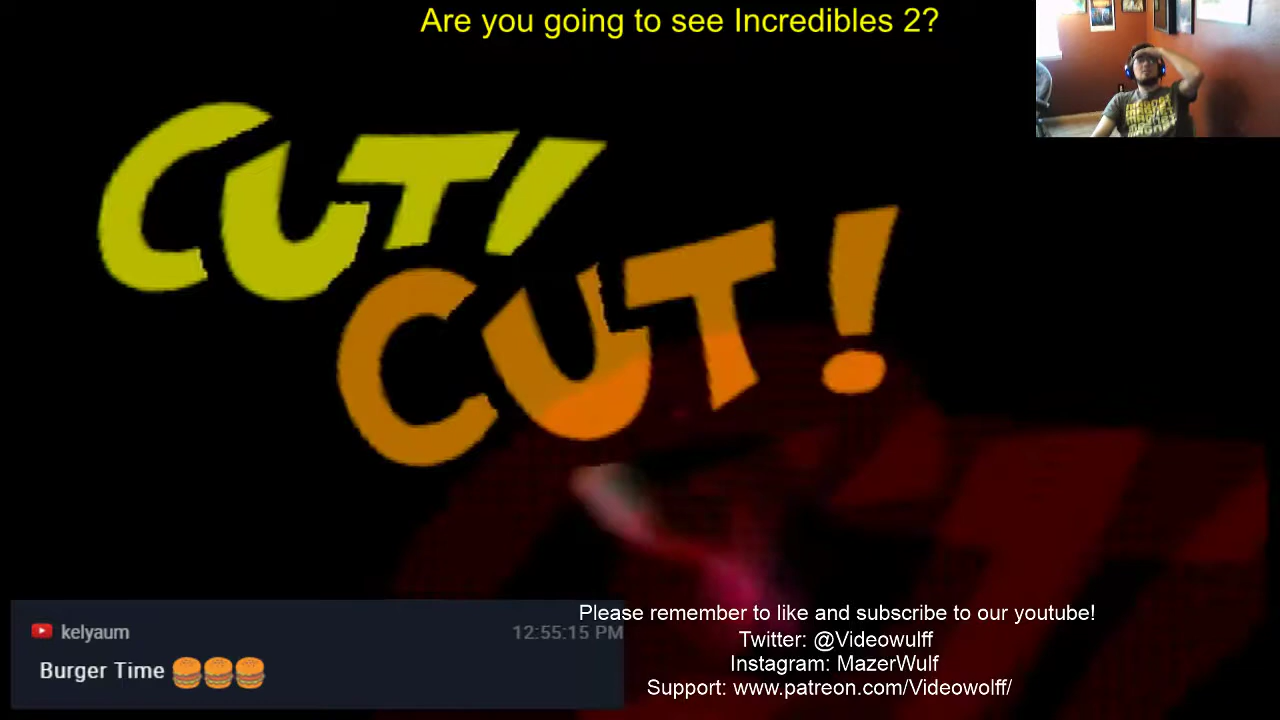 Are you going to see Incredibles 2?
CUT!
CUT!
kelyaum
12:55:15 PM
Burger Time 🍔🍔🍔
Please remember to like and subscribe to our youtube!
Twitter: @Videowulff
Instagram: MazerWulf
Support: www.patreon.com/Videowolff/